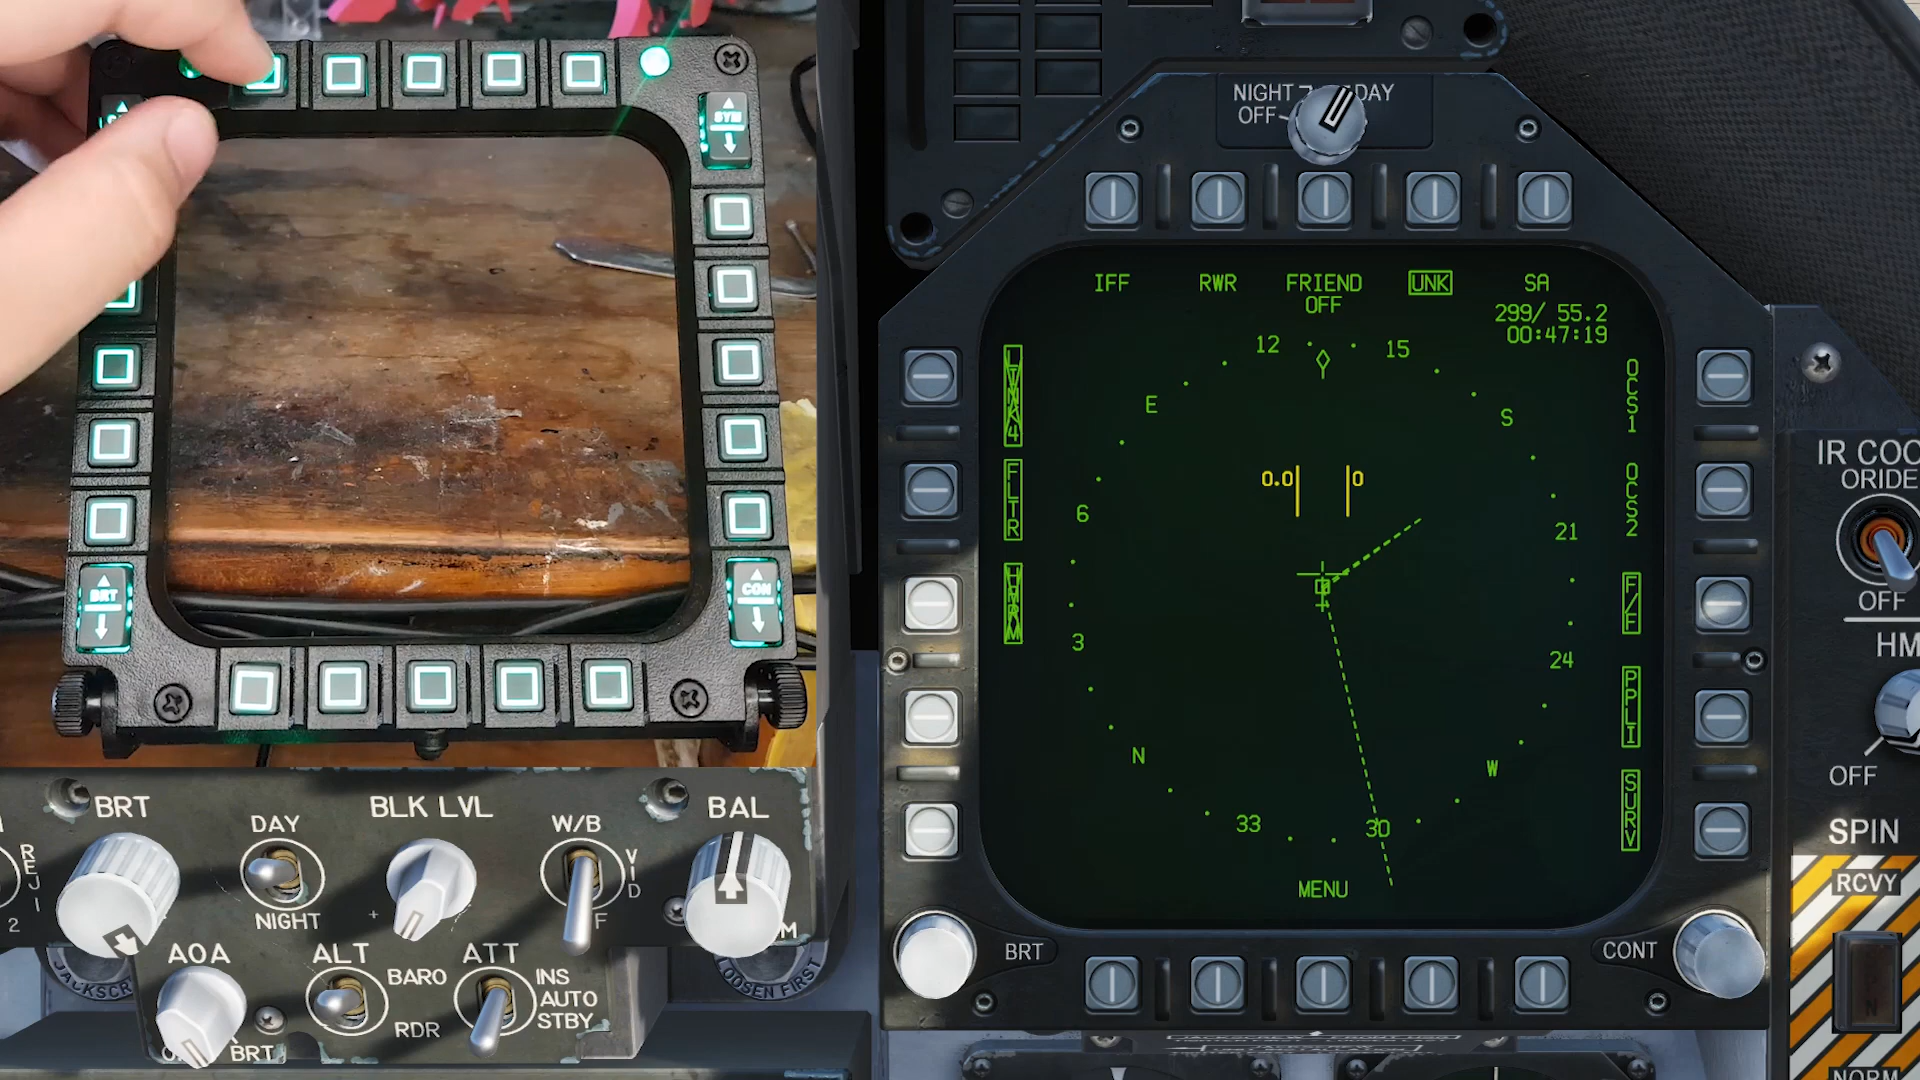 SYM
BRT
CON
NIGHT DAY
OFF
IFF RWR FRIEND UNK SA
OFF
299/ 55.2
00:47:19
12 15
E S
6 21
3 24
N W
33 30
0.0 0
FLTR
OCS1
OCS2
F/F
PPLI
SURV
MENU
BRT CONT
IR COO
ORIDE
OFF
HM
OFF
SPIN
RCVY
NORM
BRT
DAY
NIGHT
BLK LVL
W/B
BAL
AOA
BRT
ALT
BARO
RDR
ATT
INS
AUTO
STBY
JACKSCR
LOOSEN FIRST